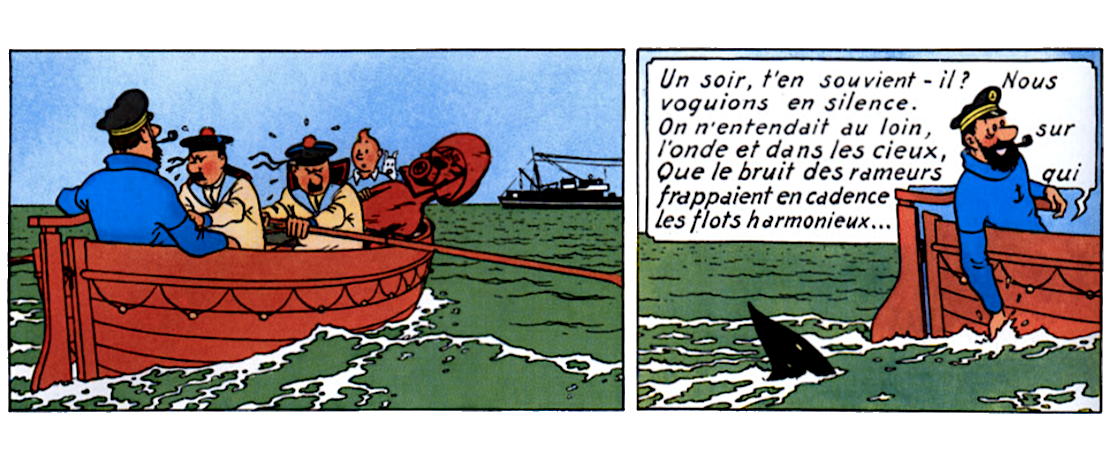 Un soir, t'en souvient-il? Nous
voguions en silence.
On n'entendait au loin, sur
l'onde et dans les cieux,
Que le bruit des rameurs qui
frappaient en cadence
les flots harmonieux...